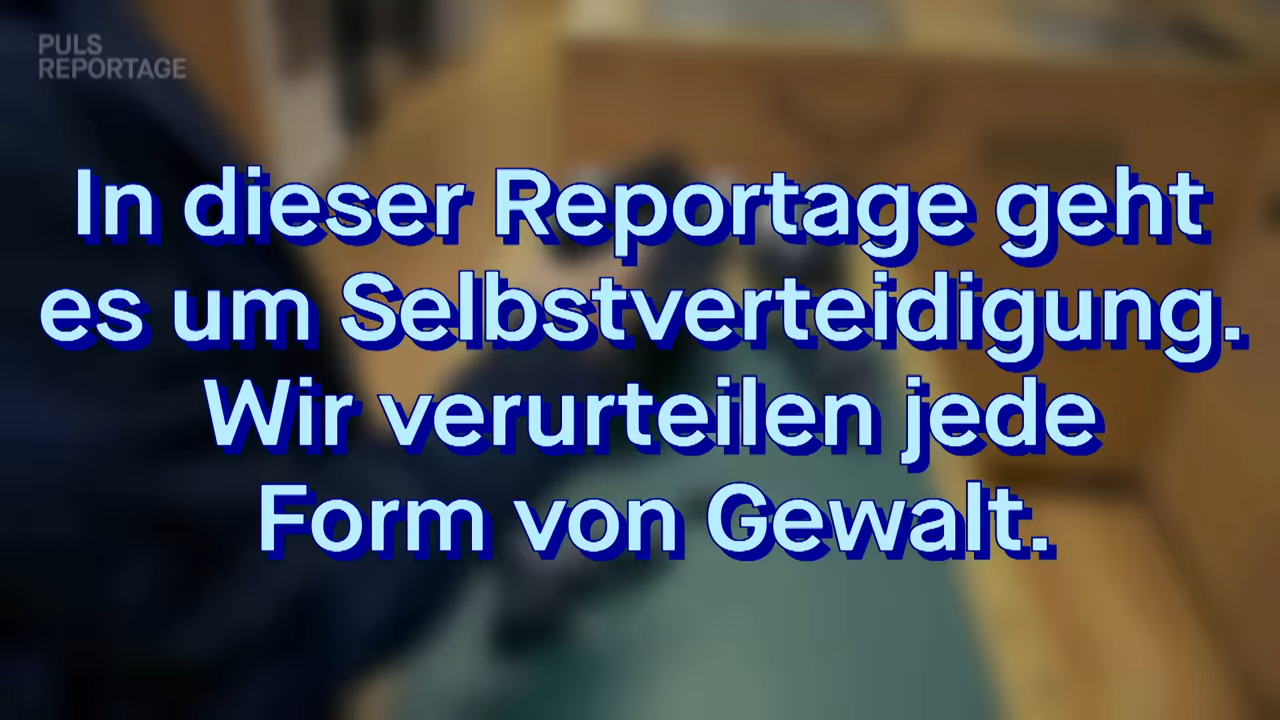 PULS
REPORTAGE
In dieser Reportage geht
es um Selbstverteidigung.
Wir verurteilen jede
Form von Gewalt.